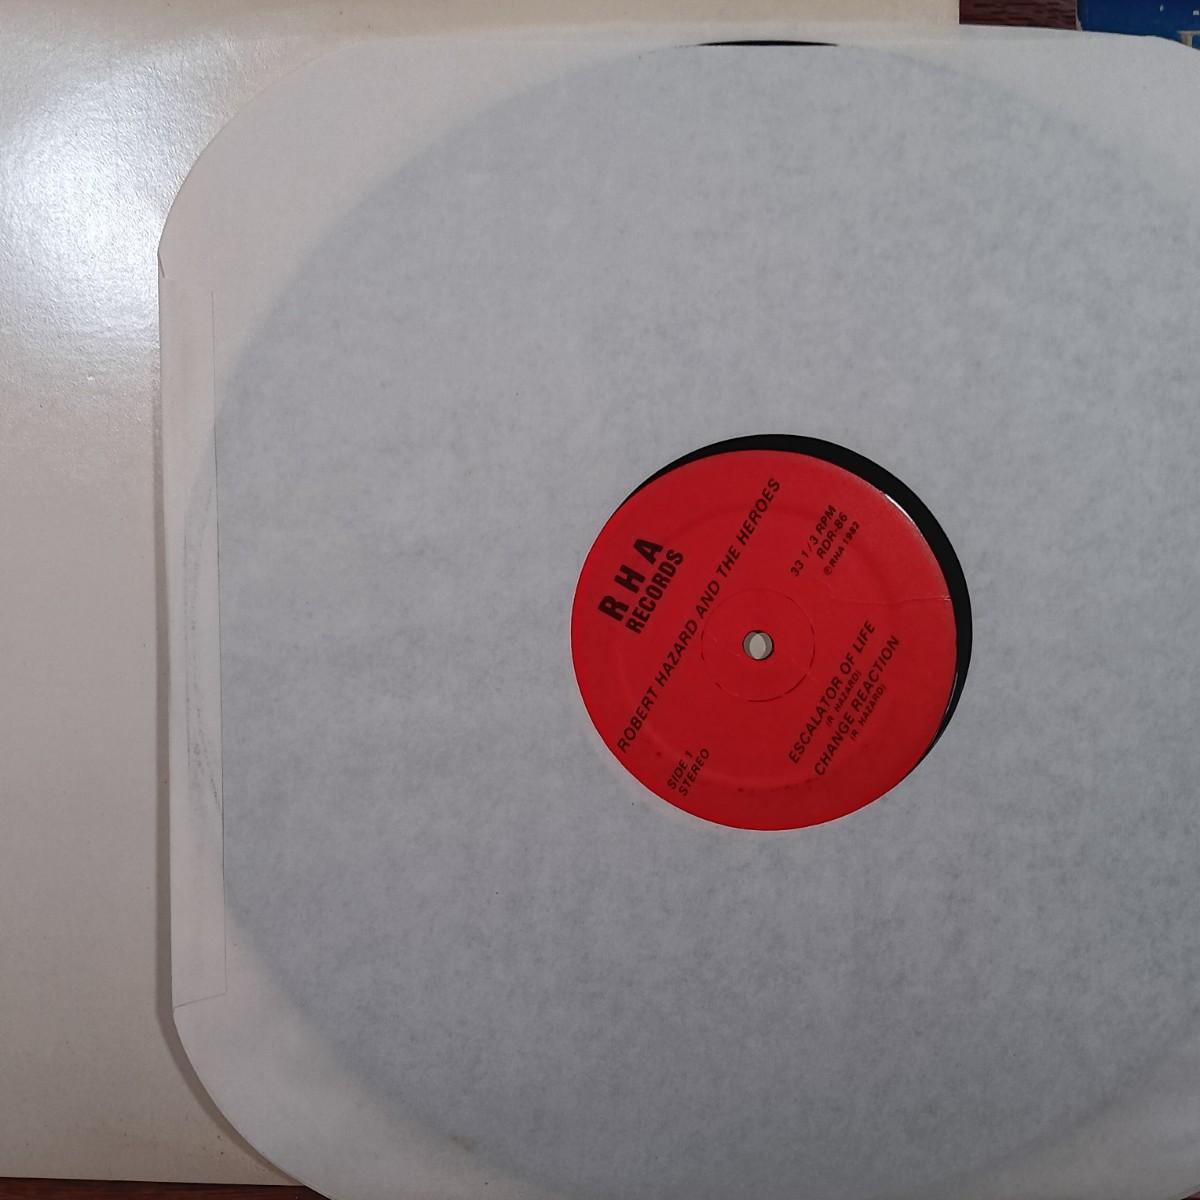 R H A
RECORDS
ROBERT HAZARD AND THE HEROES
33 1/3 RPM
RDR-86
℗RHA 1982
SIDE 1
STEREO
ESCALATOR OF LIFE
(R. HAZARD)
CHANGE REACTION
(R. HAZARD)